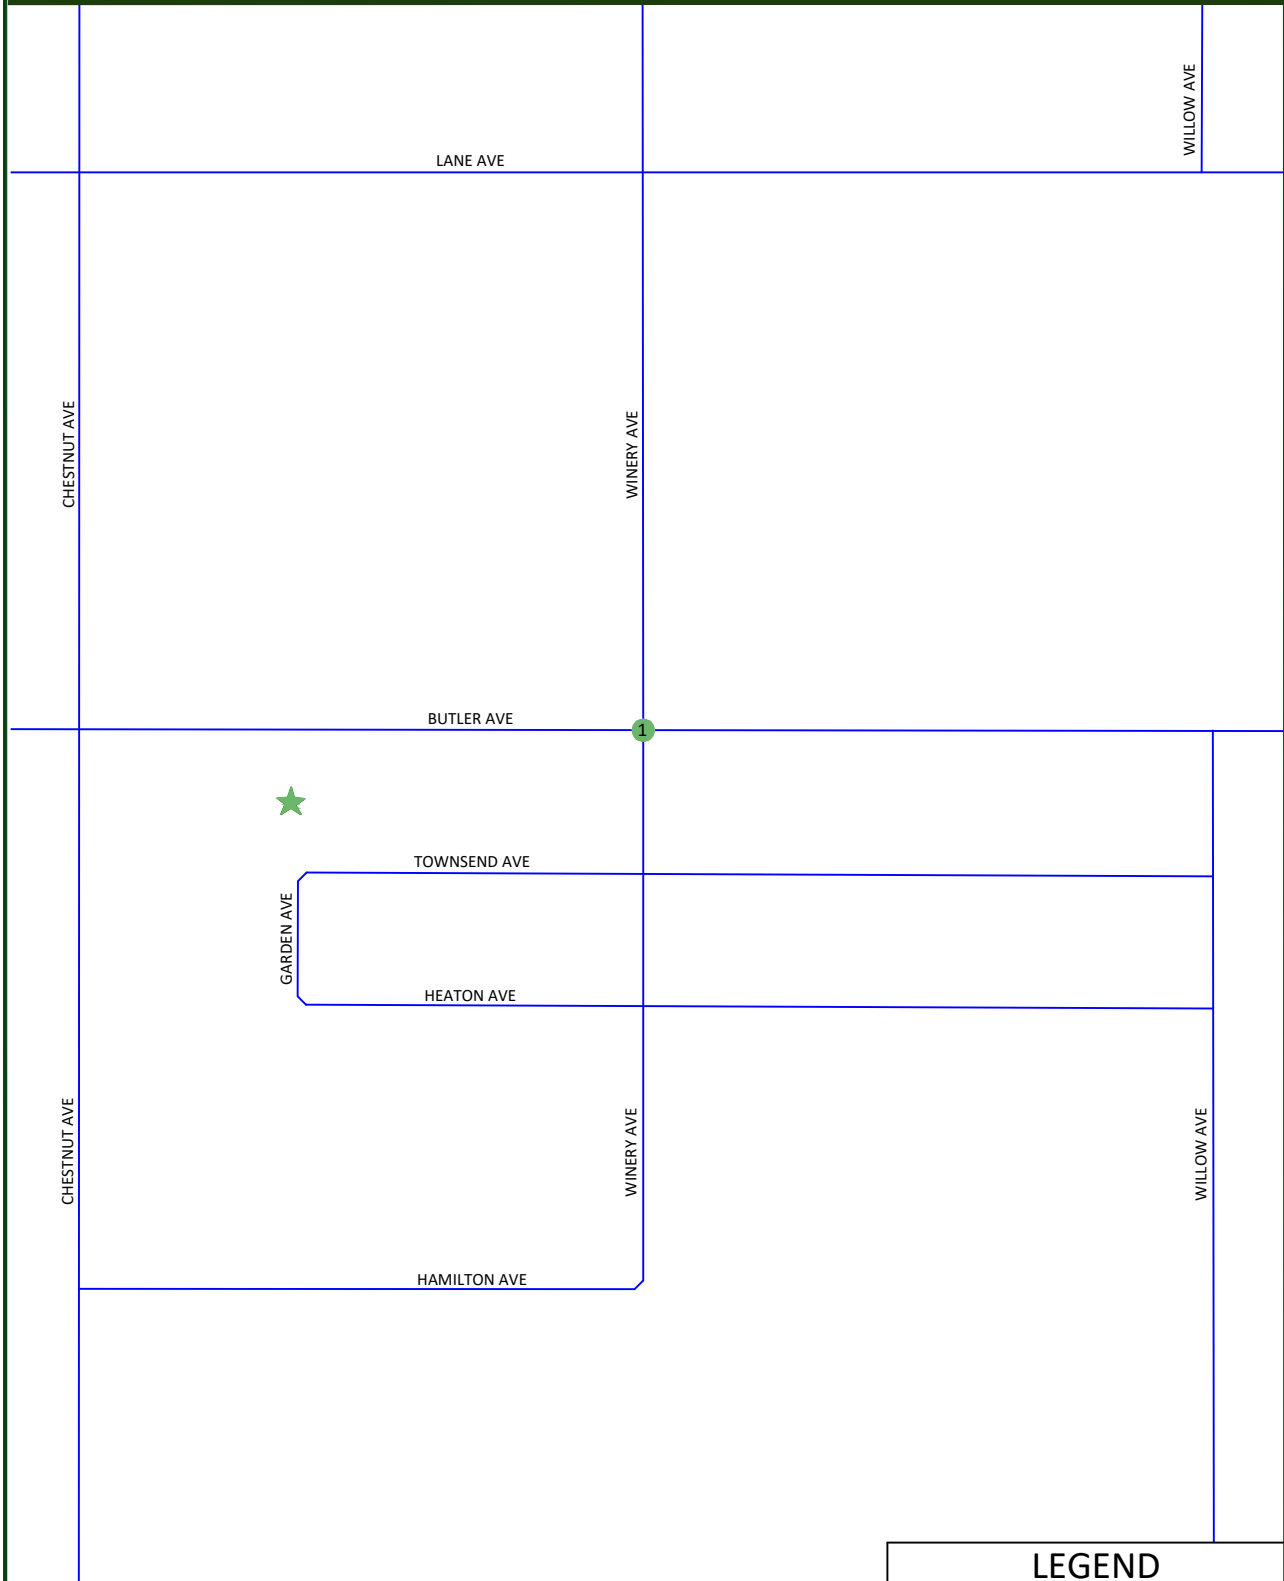 WILLOW AVE
LANE AVE
CHESTNUT AVE
WINERY AVE
BUTLER AVE
1
TOWNSEND AVE
GARDEN AVE
HEATON AVE
CHESTNUT AVE
WINERY AVE
WILLOW AVE
HAMILTON AVE
LEGEND